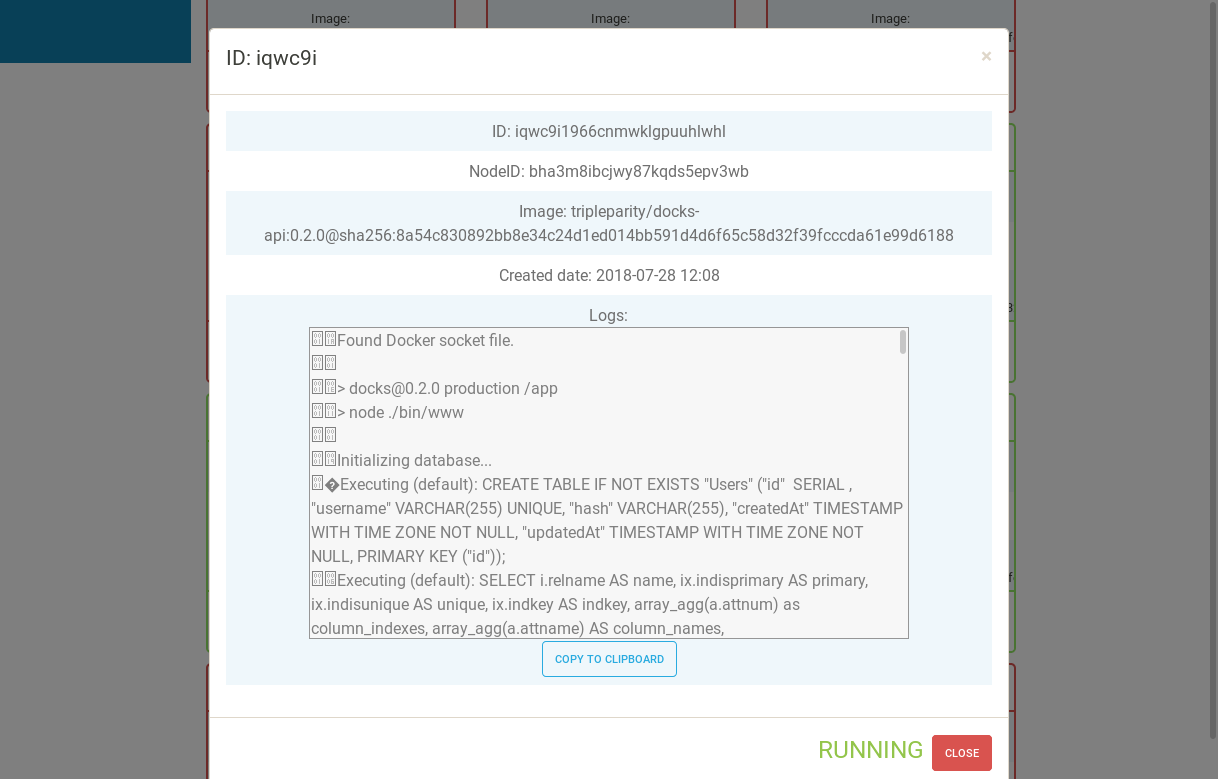 Image:
Image:
Image:
ID: iqwc9i
×
ID: iqwc9i1966cnmwklgpuuhlwhl
NodeID: bha3m8ibcjwy87kqds5epv3wb
Image: tripleparity/docks-
api:0.2.0@sha256:8a54c830892bb8e34c24d1ed014bb591d4d6f65c58d32f39fcccda61e99d6188
Created date: 2018-07-28 12:08
Logs:
Found Docker socket file.
> docks@0.2.0 production /app
> node ./bin/www
Initializing database...
�Executing (default): CREATE TABLE IF NOT EXISTS "Users" ("id"  SERIAL ,
"username" VARCHAR(255) UNIQUE, "hash" VARCHAR(255), "createdAt" TIMESTAMP
WITH TIME ZONE NOT NULL, "updatedAt" TIMESTAMP WITH TIME ZONE NOT
NULL, PRIMARY KEY ("id"));
Executing (default): SELECT i.relname AS name, ix.indisprimary AS primary,
ix.indisunique AS unique, ix.indkey AS indkey, array_agg(a.attnum) as
column_indexes, array_agg(a.attname) AS column_names,
COPY TO CLIPBOARD
RUNNING
CLOSE